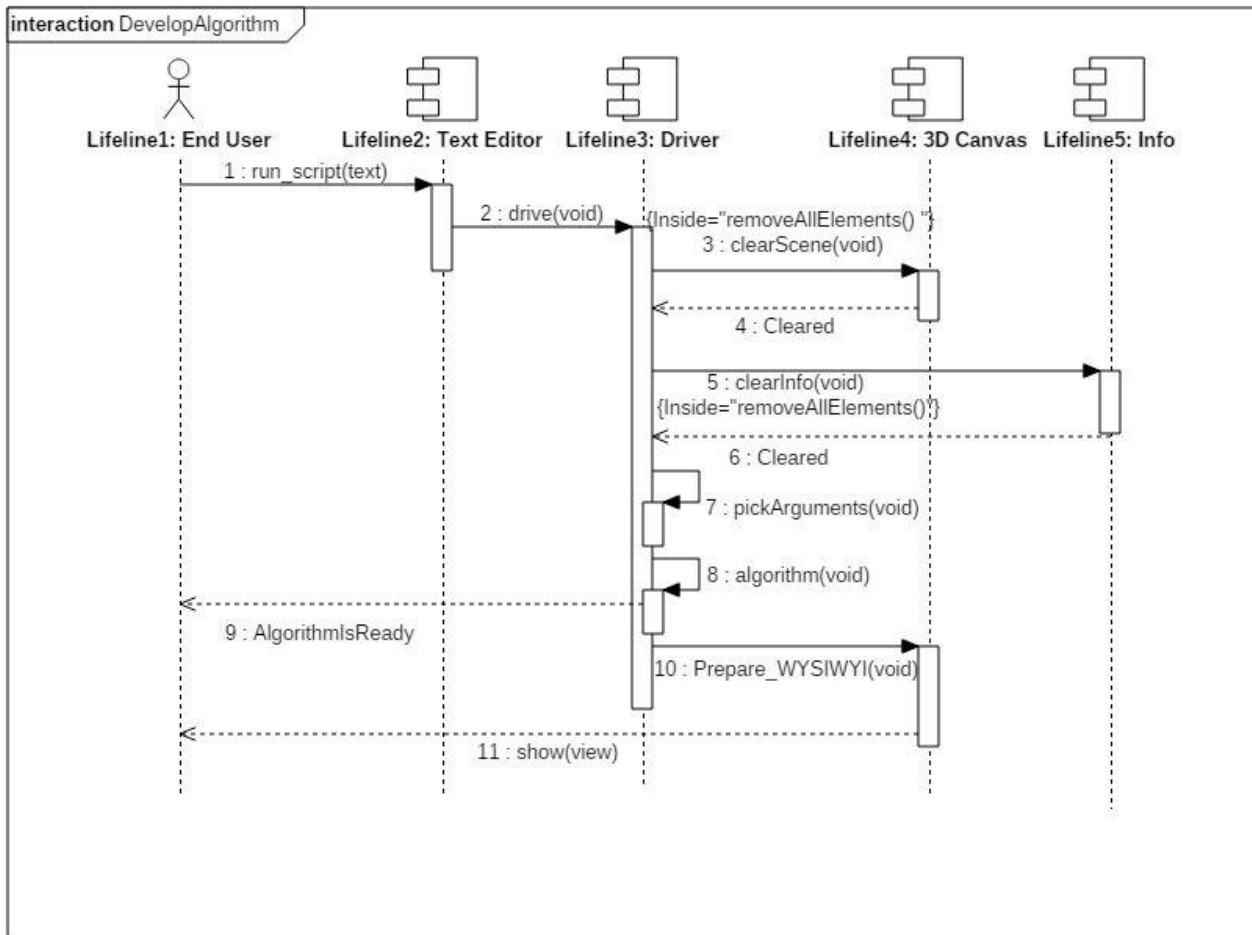 interaction DevelopAlgorithm
Lifeline1: End User
Lifeline2: Text Editor
Lifeline3: Driver
Lifeline4: 3D Canvas
Lifeline5: Info
1 : run_script(text)
2 : drive(void)
{Inside="removeAllElements() "}
3 : clearScene(void)
4 : Cleared
5 : clearInfo(void)
{Inside="removeAllElements()"}
6 : Cleared
7 : pickArguments(void)
8 : algorithm(void)
9 : AlgorithmIsReady
10 : Prepare_WYSIWYI(void)
11 : show(view)